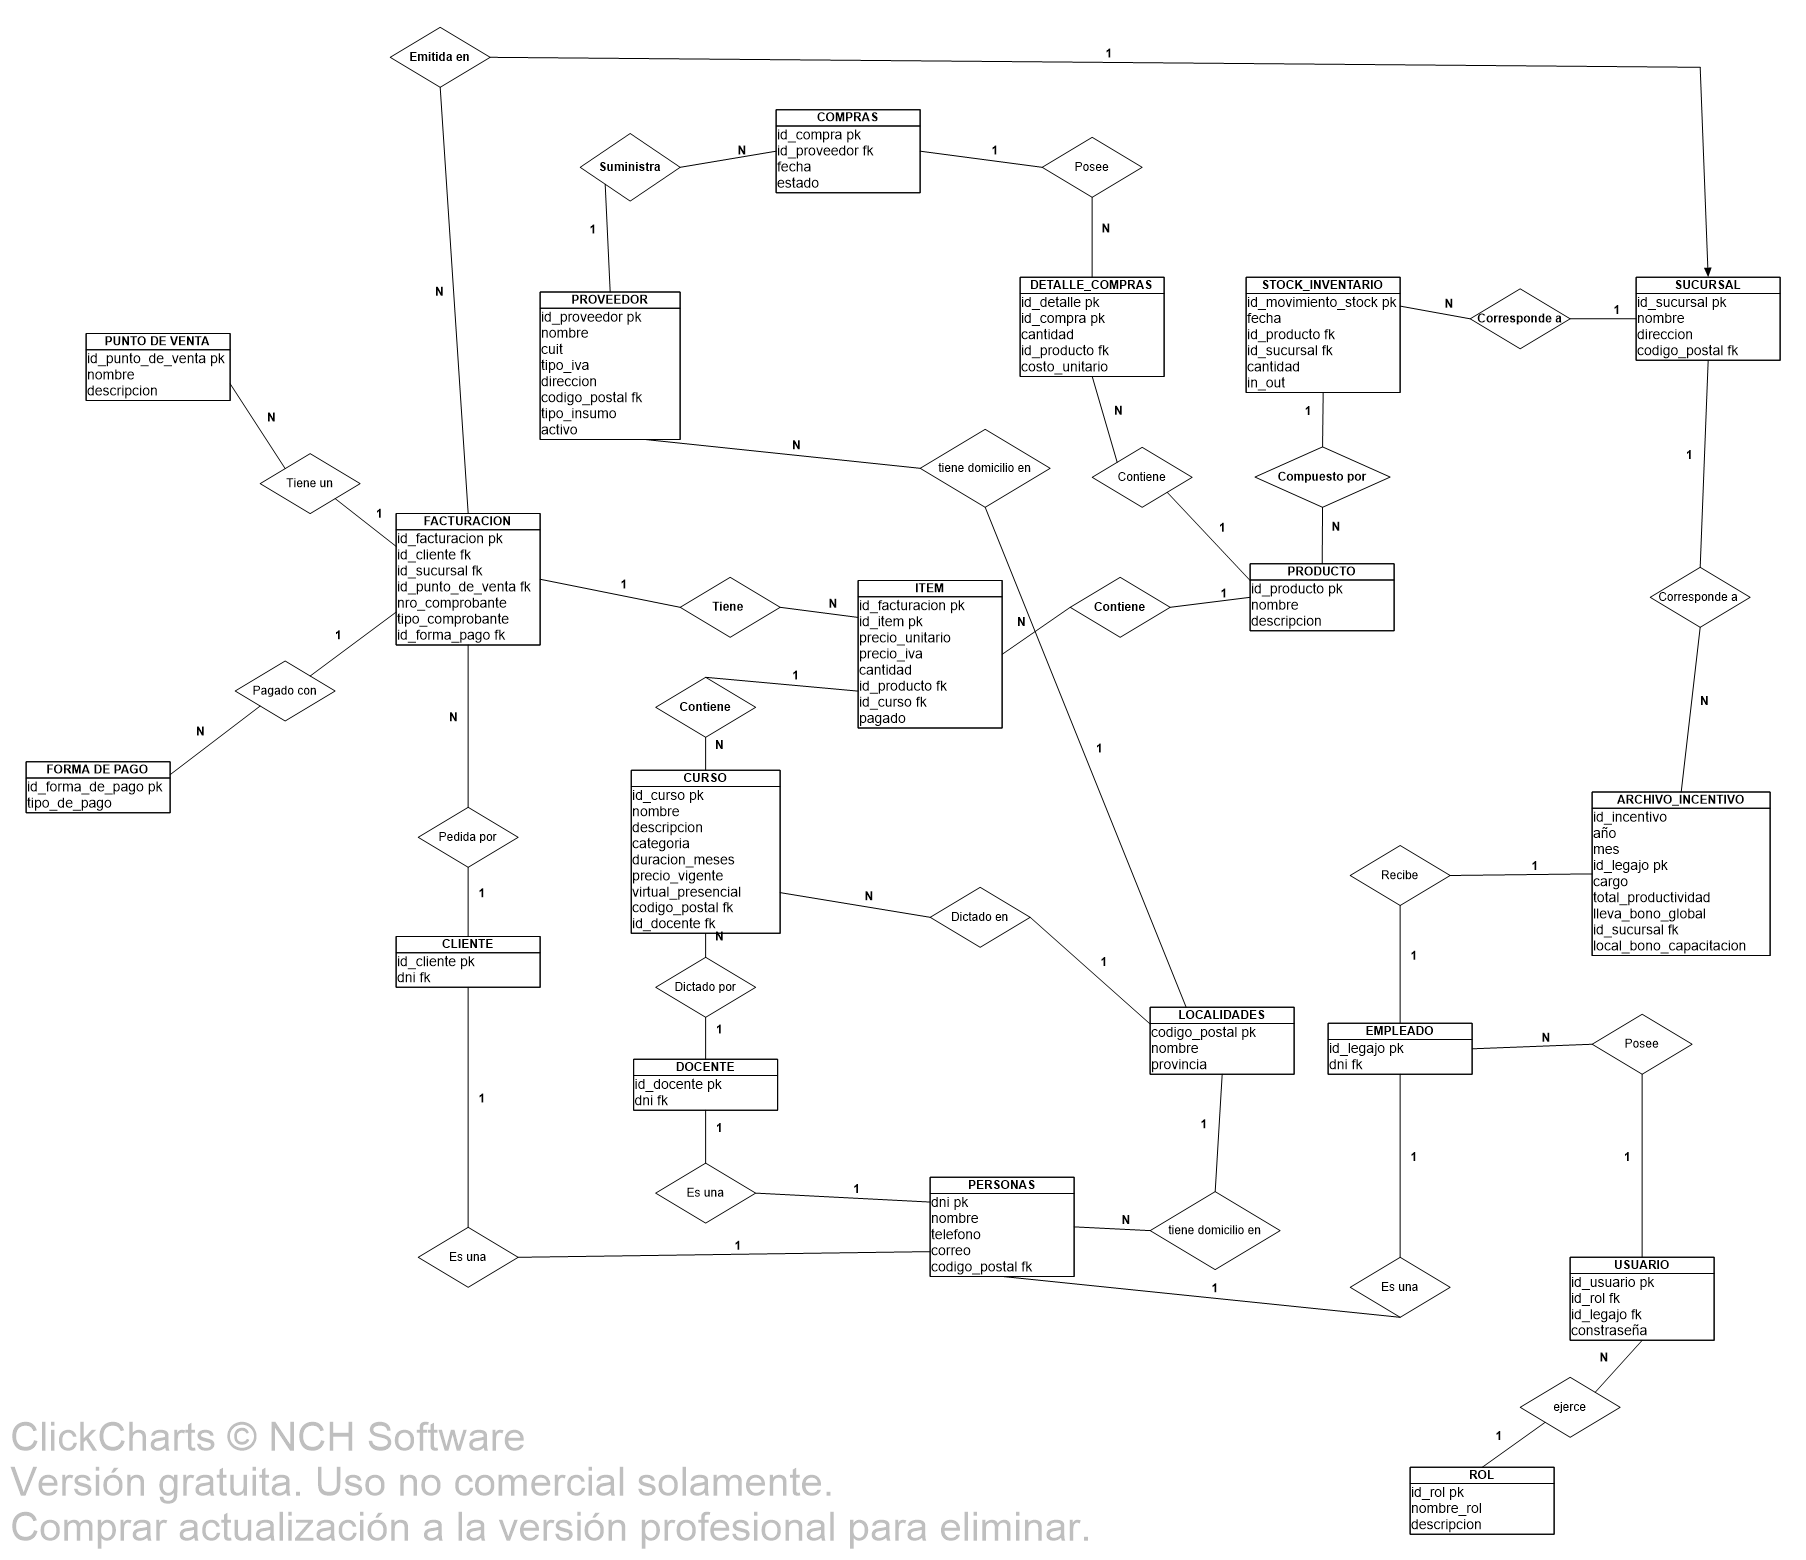 Emitida en
1
COMPRAS
id_compra pk
id_proveedor fk
fecha
estado
Suministra
N
1
Posee
1
N
N
PROVEEDOR
id_proveedor pk
nombre
cuit
tipo_iva
direccion
codigo_postal fk
tipo_insumo
activo
DETALLE_COMPRAS
id_detalle pk
id_compra pk
cantidad
id_producto fk
costo_unitario
STOCK_INVENTARIO
id_movimiento_stock pk
fecha
id_producto fk
id_sucursal fk
cantidad
in_out
N
Corresponde a
1
SUCURSAL
id_sucursal pk
nombre
direccion
codigo_postal fk
PUNTO DE VENTA
id_punto_de_venta pk
nombre
descripcion
N
Tiene un
1
N
tiene domicilio en
N
Contiene
1
1
Compuesto por
N
1
FACTURACION
id_facturacion pk
id_cliente fk
id_sucursal fk
id_punto_de_venta fk
nro_comprobante
tipo_comprobante
id_forma_pago fk
1
Tiene
N
ITEM
id_facturacion pk
id_item pk
precio_unitario
precio_iva
cantidad
id_producto fk
id_curso fk
pagado
N
Contiene
1
PRODUCTO
id_producto pk
nombre
descripcion
Corresponde a
N
1
Pagado con
N
FORMA DE PAGO
id_forma_de_pago pk
tipo_de_pago
N
Pedida por
1
1
Contiene
N
1
CURSO
id_curso pk
nombre
descripcion
categoria
duracion_meses
precio_vigente
virtual_presencial
codigo_postal fk
id_docente fk
N
N
Dictado en
1
ARCHIVO_INCENTIVO
id_incentivo
año
mes
id_legajo pk
cargo
total_productividad
lleva_bono_global
id_sucursal fk
local_bono_capacitacion
Recibe
1
1
CLIENTE
id_cliente pk
dni fk
Dictado por
1
LOCALIDADES
codigo_postal pk
nombre
provincia
EMPLEADO
id_legajo pk
dni fk
N
Posee
1
DOCENTE
id_docente pk
dni fk
1
1
1
1
Es una
1
PERSONAS
dni pk
nombre
telefono
correo
codigo_postal fk
N
tiene domicilio en
Es una
1
1
Es una
USUARIO
id_usuario pk
id_rol fk
id_legajo fk
constraseña
N
ejerce
1
ROL
id_rol pk
nombre_rol
descripcion
ClickCharts © NCH Software
Versión gratuita. Uso no comercial solamente.
Comprar actualización a la versión profesional para eliminar.